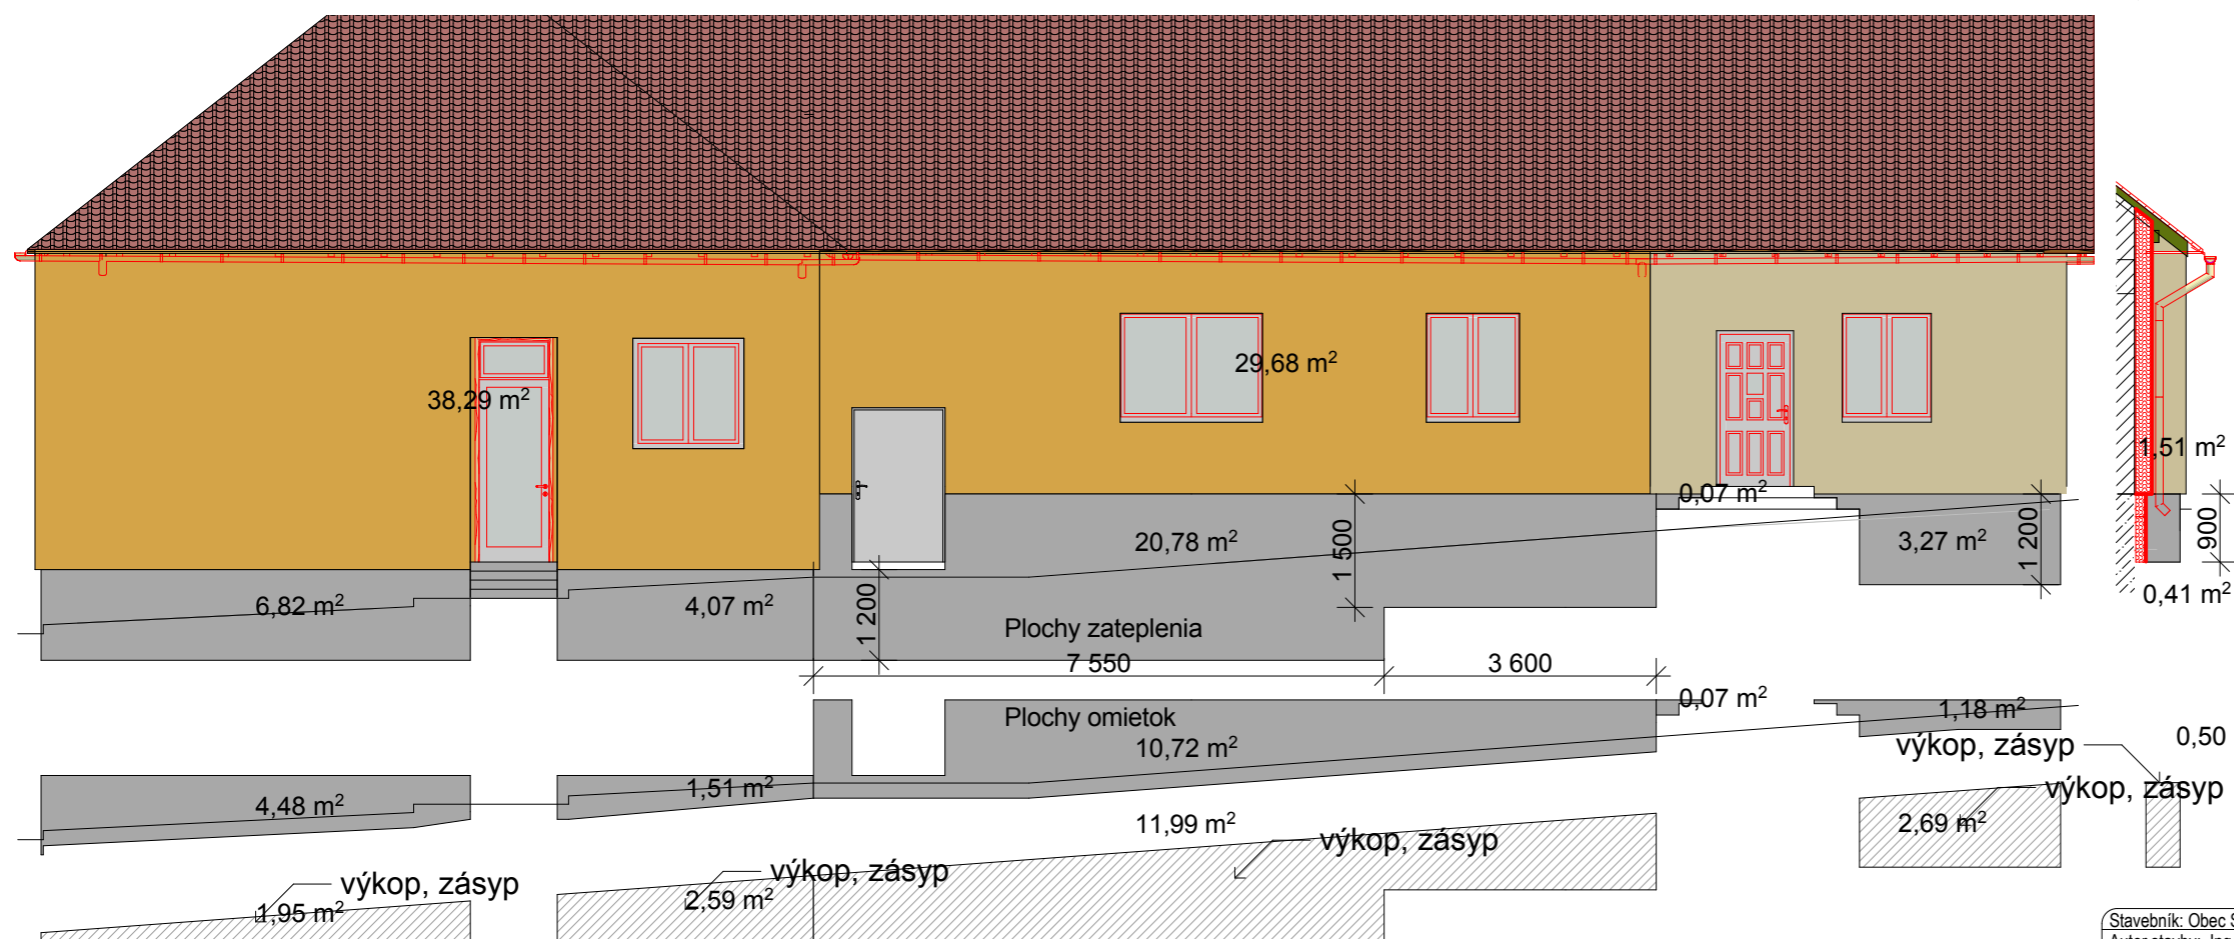 38,29 m²
29,68 m²
1,51 m²
0,07 m²
900
6,82 m²
4,07 m²
1 200
20,78 m²
1 500
3,27 m²
1 200
0,41 m²
Plochy zateplenia
7 550
3 600
0,07 m²
Plochy omietok
10,72 m²
1,18 m²
výkop, zásyp
0,50
4,48 m²
1,51 m²
výkop, zásyp
11,99 m²
výkop, zásyp
2,69 m²
výkop, zásyp
výkop, zásyp
1,95 m²
2,59 m²
Stavebník: Obec S